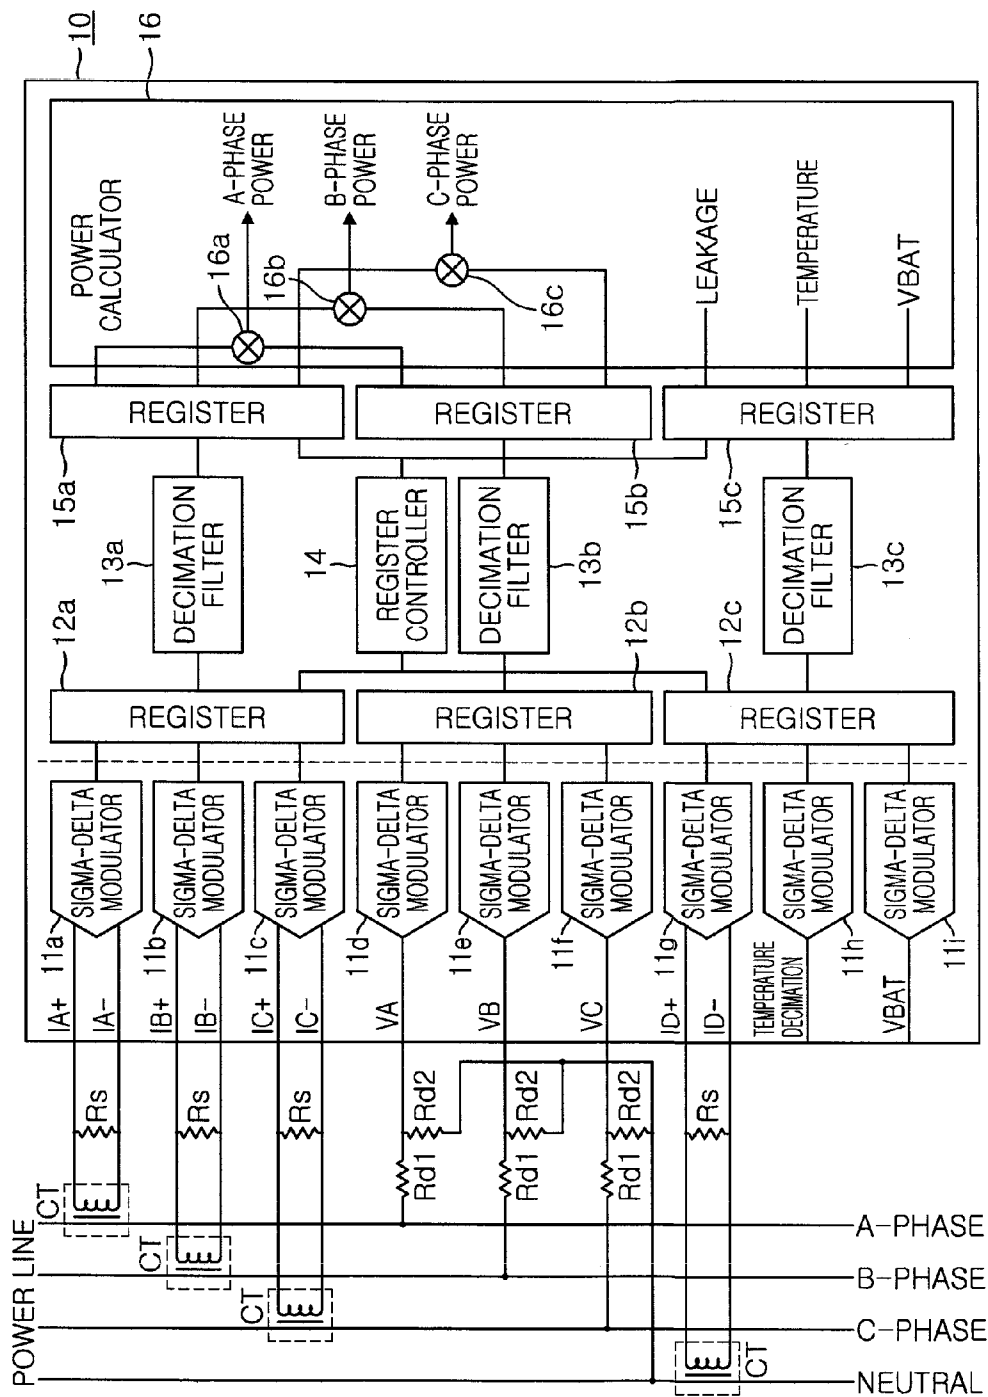 10
16
POWER
CALCULATOR
16a
16b
16c
A-PHASE
POWER
B-PHASE
POWER
C-PHASE
POWER
LEAKAGE
TEMPERATURE
VBAT
REGISTER
REGISTER
REGISTER
15a
15b
15c
13a
DECIMATION
FILTER
14
REGISTER
CONTROLLER
DECIMATION
FILTER
13b
DECIMATION
FILTER
13c
12a
12b
12c
REGISTER
REGISTER
REGISTER
SIGMA-DELTA
MODULATOR
SIGMA-DELTA
MODULATOR
SIGMA-DELTA
MODULATOR
SIGMA-DELTA
MODULATOR
SIGMA-DELTA
MODULATOR
SIGMA-DELTA
MODULATOR
SIGMA-DELTA
MODULATOR
SIGMA-DELTA
MODULATOR
SIGMA-DELTA
MODULATOR
11a
11b
11c
11d
11e
11f
11g
11h
11i
IA+
IA-
IB+
IB-
IC+
IC-
VA
VB
VC
ID+
ID-
TEMPERATURE
DECIMATION
VBAT
Rs
Rs
Rs
Rd2
Rd2
Rd2
Rs
Rd1
Rd1
Rd1
CT
CT
CT
CT
POWER LINE
A-PHASE
B-PHASE
C-PHASE
NEUTRAL